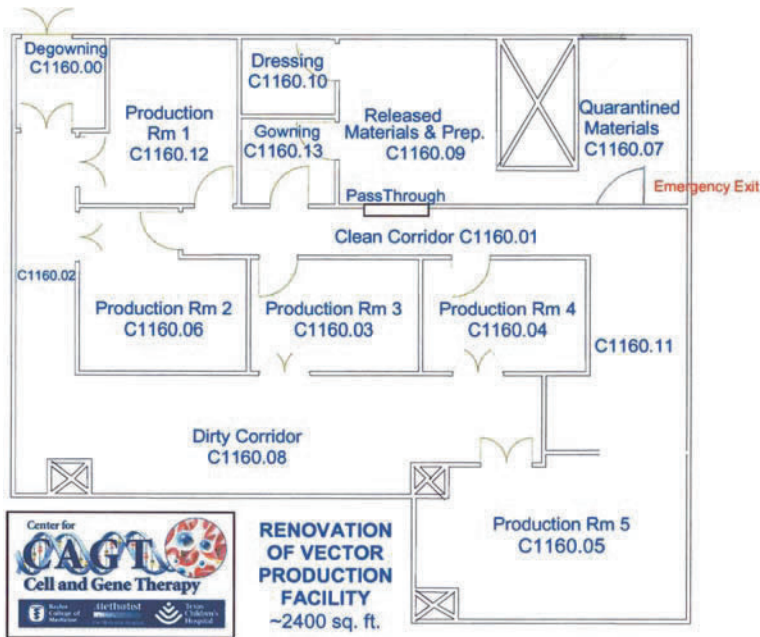 Degowning
C1160.00
Dressing
C1160.10
Production
Rm 1
C1160.12
Gowning
C1160.13
Released
Materials & Prep.
C1160.09
Quarantined
Materials
C1160.07
Emergency Exit
PassThrough
Clean Corridor C1160.01
C1160.02
Production Rm 2
C1160.06
Production Rm 3
C1160.03
Production Rm 4
C1160.04
C1160.11
Dirty Corridor
C1160.08
Production Rm 5
C1160.05
Center for
CAGT
Cell and Gene Therapy
Baylor
College of
Medicine
Methodist
Texas
Children's
Hospital
RENOVATION
OF VECTOR
PRODUCTION
FACILITY
~2400 sq. ft.